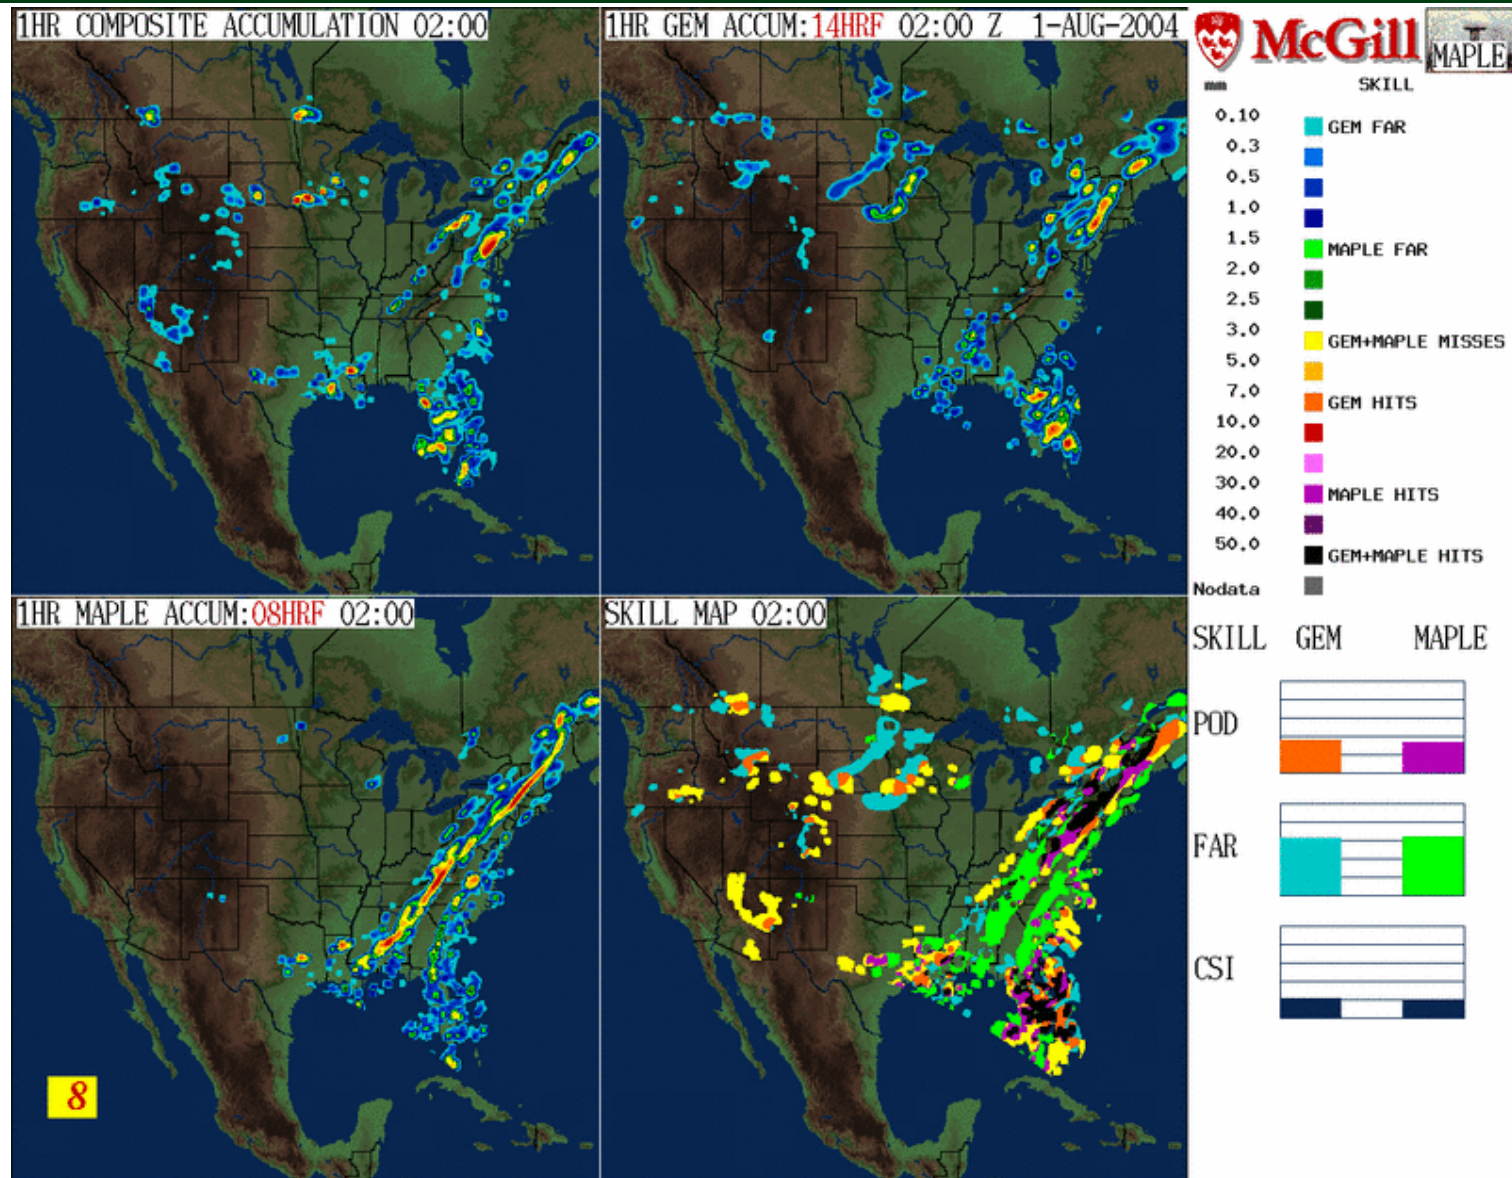 1HR COMPOSITE ACCUMULATION 02:00
1HR GEM ACCUM:14HRF 02:00 Z 1-AUG-2004
McGill
MAPLE
mm SKILL
0.10
GEM FAR
0.3
0.5
1.0
1.5
MAPLE FAR
2.0
2.5
3.0
GEM+MAPLE MISSES
5.0
7.0
GEM HITS
10.0
20.0
30.0
MAPLE HITS
40.0
50.0
GEM+MAPLE HITS
Nodata
1HR MAPLE ACCUM:08HRF 02:00
SKILL MAP 02:00
SKILL GEM MAPLE
POD
FAR
CSI
8